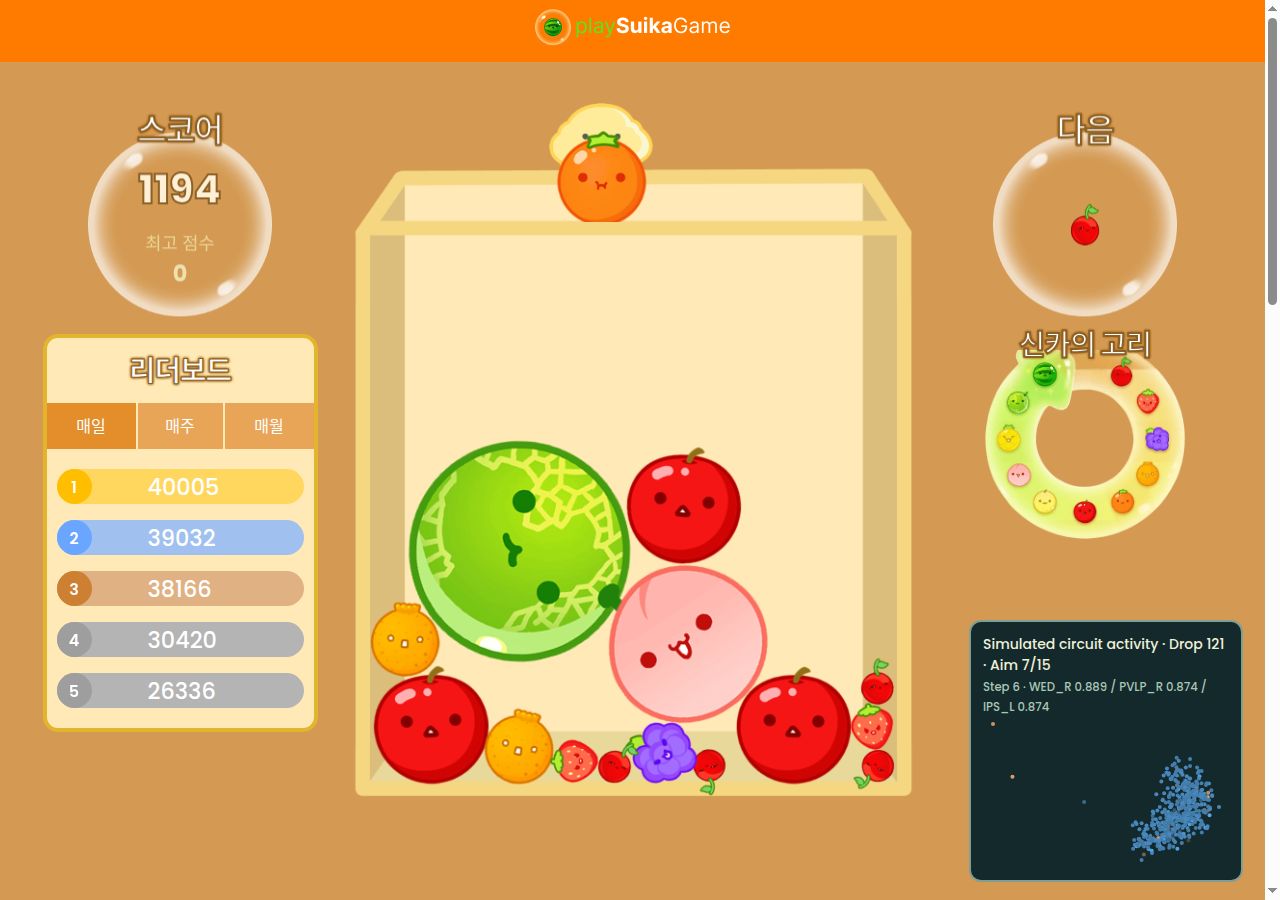 playSuikaGame
스코어
1194
최고 점수
0
다음
리더보드
매일
매주
매월
1
40005
2
39032
3
38166
4
30420
5
26336
신카의 고리
Simulated circuit activity · Drop 121
· Aim 7/15
Step 6 · WED_R 0.889 / PVLP_R 0.874 /
IPS_L 0.874